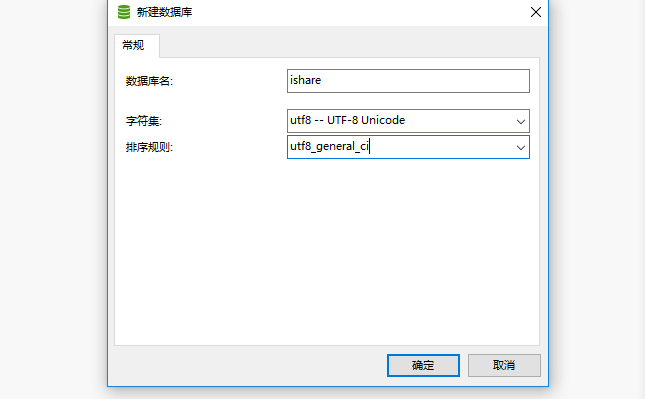 新建数据库
常规
数据库名: ishare
字符集: utf8 -- UTF-8 Unicode
排序规则: utf8_general_ci
确定 取消